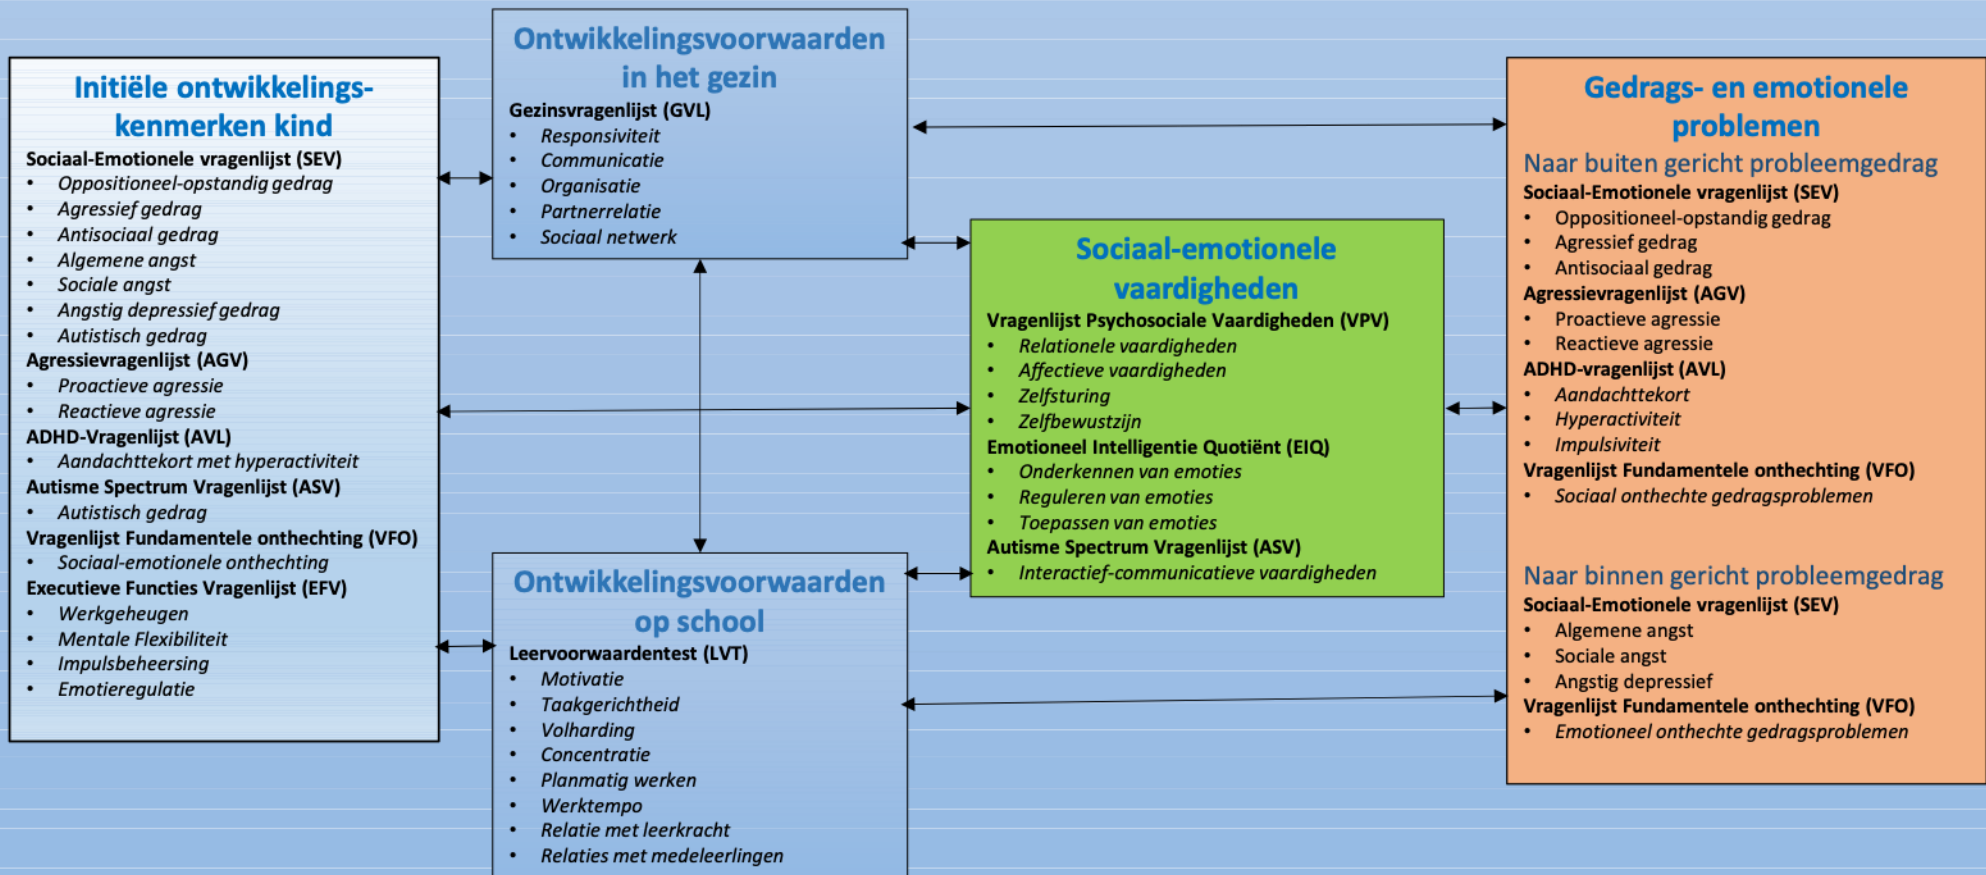 Initiële ontwikkelings-
kenmerken kind
Sociaal-Emotionele vragenlijst (SEV)
• Oppositioneel-opstandig gedrag
• Agressief gedrag
• Antisociaal gedrag
• Algemene angst
• Sociale angst
• Angstig depressief gedrag
• Autistisch gedrag
Agressievragenlijst (AGV)
• Proactieve agressie
• Reactieve agressie
ADHD-Vragenlijst (AVL)
• Aandachttekort met hyperactiviteit
Autisme Spectrum Vragenlijst (ASV)
• Autistisch gedrag
Vragenlijst Fundamentele onthechting (VFO)
• Sociaal-emotionele onthechting
Executieve Functies Vragenlijst (EFV)
• Werkgeheugen
• Mentale Flexibiliteit
• Impulsbeheersing
• Emotieregulatie
Ontwikkelingsvoorwaarden
in het gezin
Gezinsvragenlijst (GVL)
• Responsiviteit
• Communicatie
• Organisatie
• Partnerrelatie
• Sociaal netwerk
Ontwikkelingsvoorwaarden
op school
Leervoorwaardentest (LVT)
• Motivatie
• Taakgerichtheid
• Volharding
• Concentratie
• Planmatig werken
• Werktempo
• Relatie met leerkracht
• Relaties met medeleerlingen
Sociaal-emotionele
vaardigheden
Vragenlijst Psychosociale Vaardigheden (VPV)
• Relationele vaardigheden
• Affectieve vaardigheden
• Zelfsturing
• Zelfbewustzijn
Emotioneel Intelligentie Quotiënt (EIQ)
• Onderkennen van emoties
• Reguleren van emoties
• Toepassen van emoties
Autisme Spectrum Vragenlijst (ASV)
• Interactief-communicatieve vaardigheden
Gedrags- en emotionele
problemen
Naar buiten gericht probleemgedrag
Sociaal-Emotionele vragenlijst (SEV)
• Oppositioneel-opstandig gedrag
• Agressief gedrag
• Antisociaal gedrag
Agressievragenlijst (AGV)
• Proactieve agressie
• Reactieve agressie
ADHD-vragenlijst (AVL)
• Aandachttekort
• Hyperactiviteit
• Impulsiviteit
Vragenlijst Fundamentele onthechting (VFO)
• Sociaal onthechte gedragsproblemen
Naar binnen gericht probleemgedrag
Sociaal-Emotionele vragenlijst (SEV)
• Algemene angst
• Sociale angst
• Angstig depressief
Vragenlijst Fundamentele onthechting (VFO)
• Emotioneel onthechte gedragsproblemen